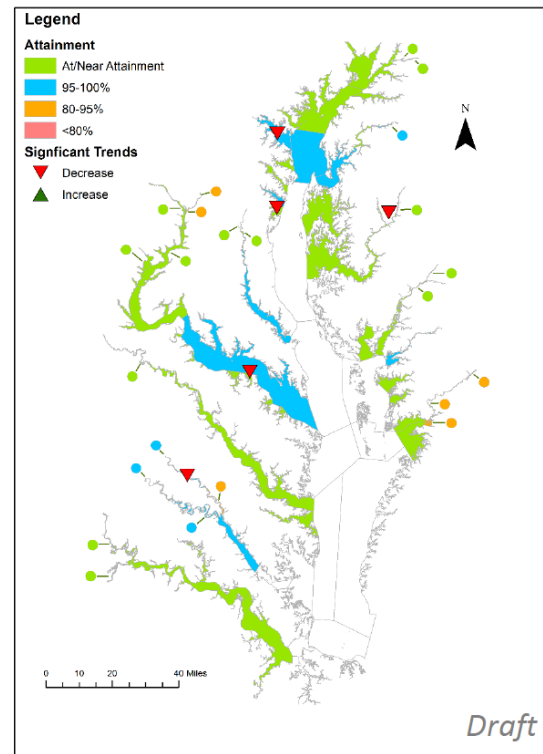 Legend
Attainment
At/Near Attainment
95-100%
80-95%
<80%
Signficant Trends
Decrease
Increase
N
0 10 20 40 Miles
Draft